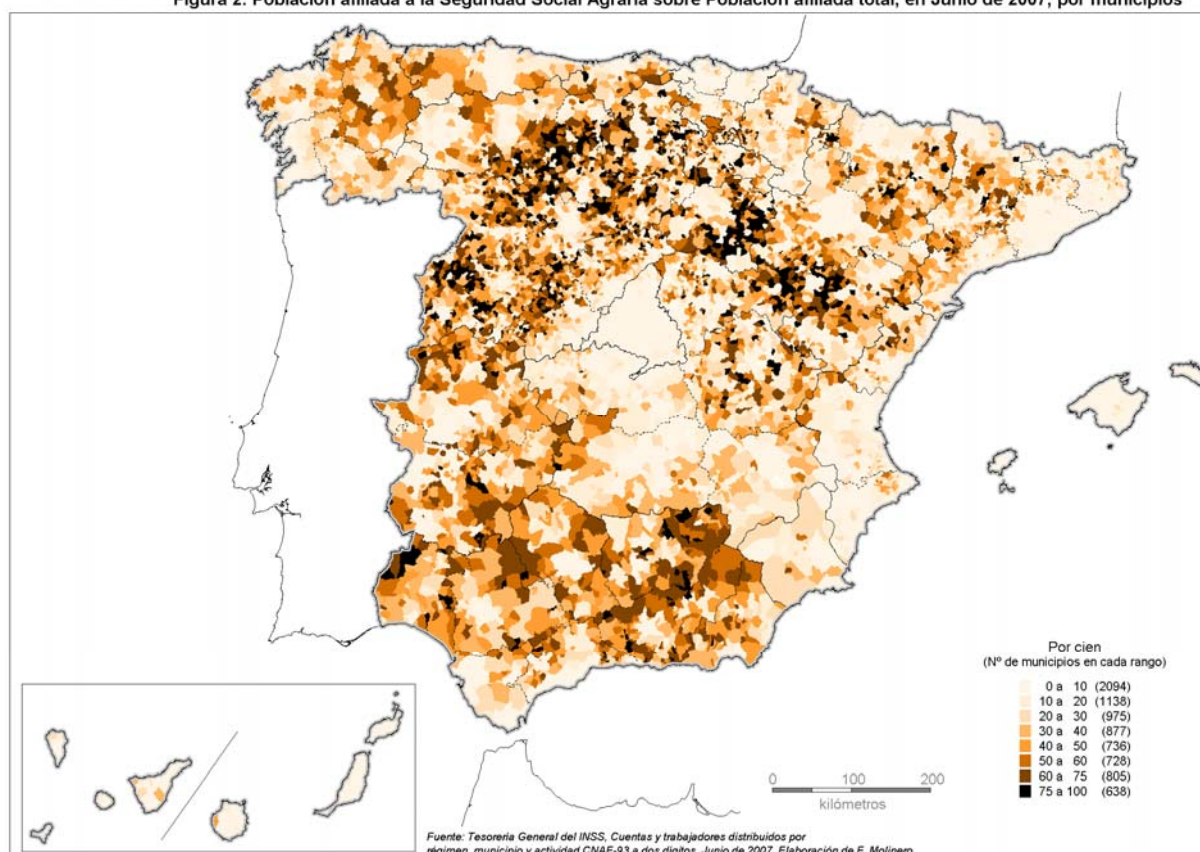 Figura 2. Población afiliada a la Seguridad Social Agraria sobre Población afiliada total, en Junio de 2007, por municipios
Por cien
(Nº de municipios en cada rango)
0 a 10 (2094)
10 a 20 (1138)
20 a 30 (975)
30 a 40 (877)
40 a 50 (736)
50 a 60 (728)
60 a 75 (805)
75 a 100 (638)
0 100 200
kilómetros
Fuente: Tesorería General del INSS, Cuentas y trabajadores distribuidos por
régimen, municipio y actividad CNAE-93 a dos dígitos, Junio de 2007. Elaboración de F. Molinero